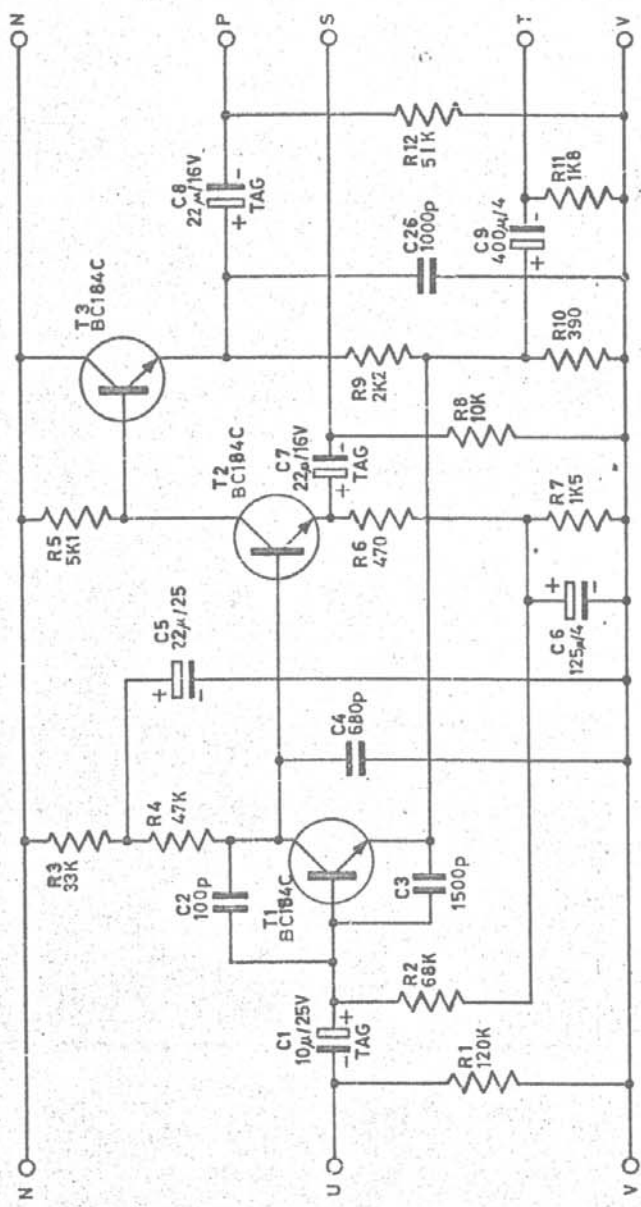 N
N
R3
33K
R5
5K1
T3
BC184C
C5
22µ/25
+
-
C8
22µ/16V
+
-
TAG
P
R4
47K
C2
100p
T2
BC184C
C7
22µ/16V
+
-
TAG
S
T1
BC184C
C4
680p
C1
10µ/25V
-
+
TAG
U
R6
470
R9
2K2
C26
1000p
R12
51K
C3
1500p
R2
68K
R8
10K
C9
400µ/4
+
-
T
R1
120K
C6
125µ/4
+
-
R7
1K5
R10
390
R11
1K8
V
V